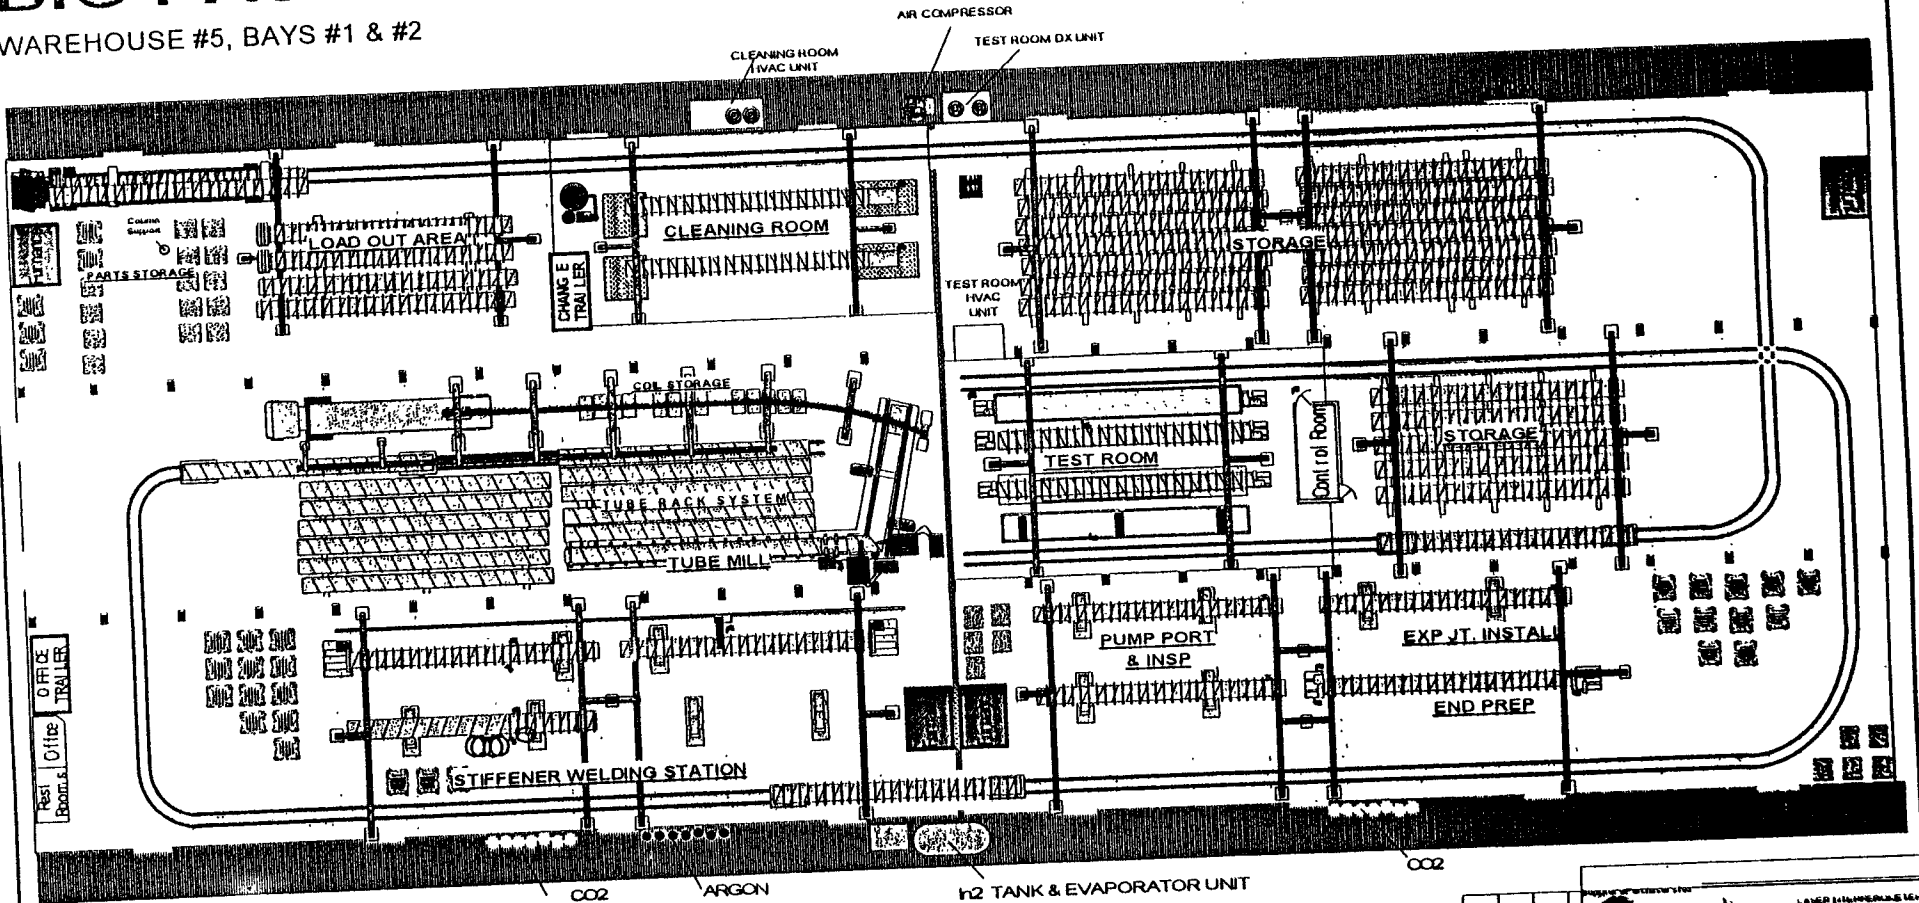 WAREHOUSE #5, BAYS #1 & #2
AIR COMPRESSOR
TEST ROOM DX UNIT
CLEANING ROOM
HVAC UNIT
LOAD OUT AREA
PARTS STORAGE
CHANGE
TRAILER
CLEANING ROOM
STORAGE
TEST ROOM
HVAC
UNIT
COIL STORAGE
TUBE RACK SYSTEM
TUBE MILL
TEST ROOM
Control Room
STORAGE
PUMP PORT
& INSP
EXP JT. INSTALL
END PREP
OFFICE
TRAILER
Rest
Rooms
Office
STIFFENER WELDING STATION
CO2
ARGON
ln2 TANK & EVAPORATOR UNIT
CO2